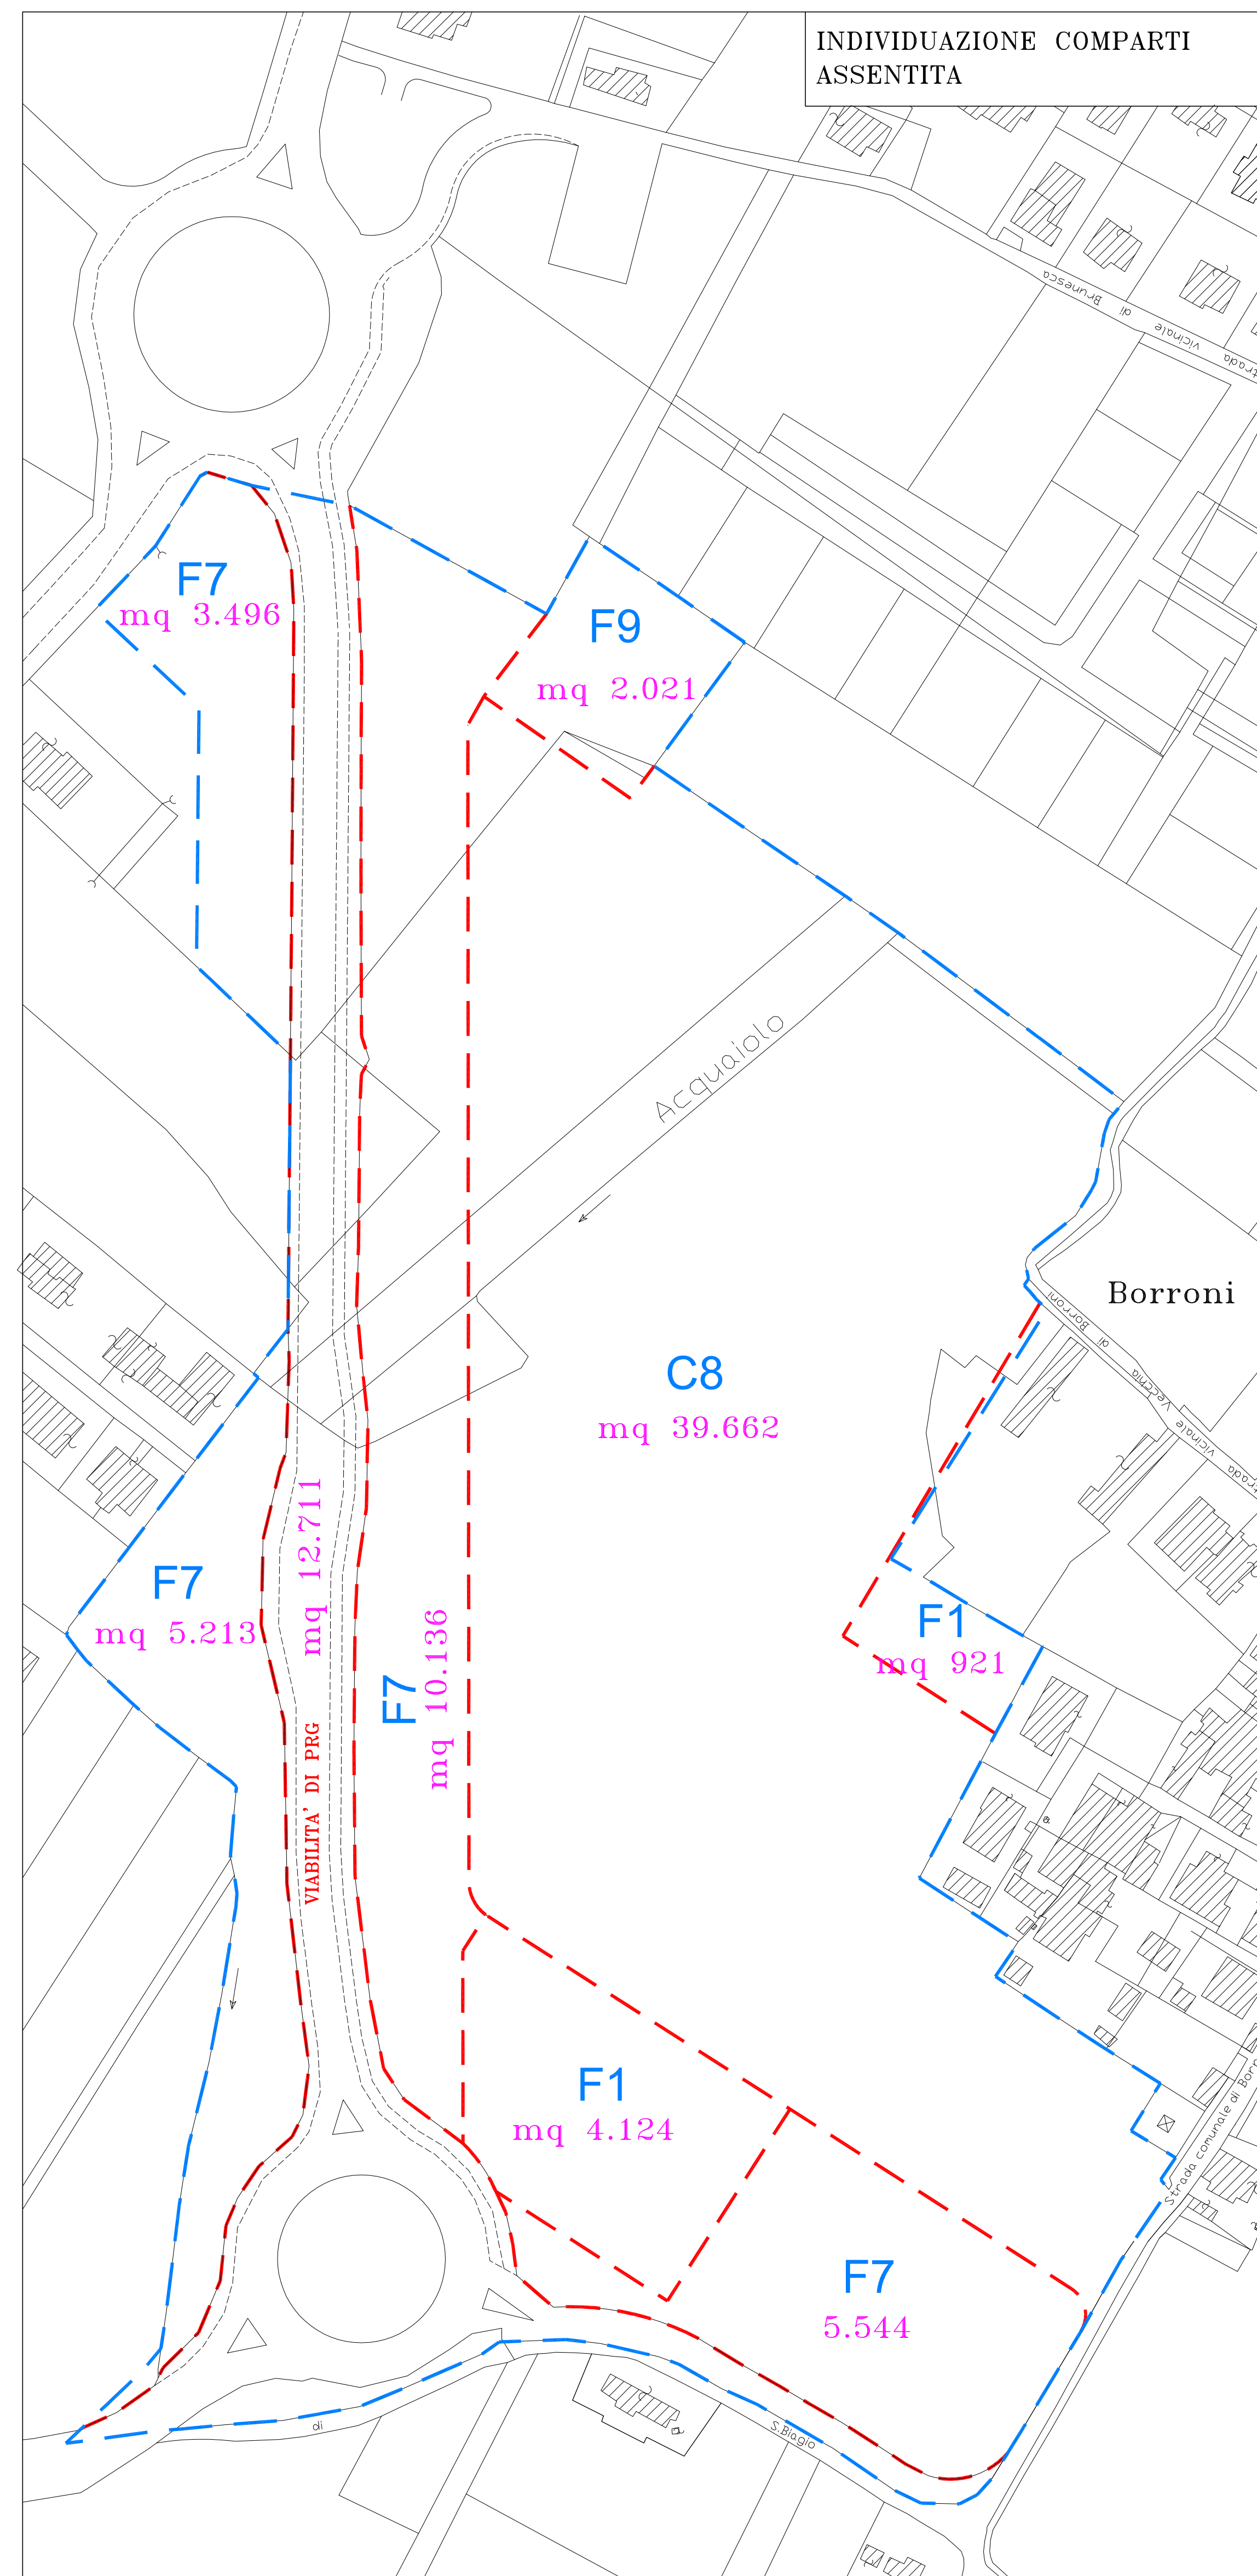 INDIVIDUAZIONE COMPARTI
ASSENTITA
vicinale di Brunesca
F7
mq 3.496
F9
mq 2.021
Acquaiolo
Borroni
Strada vicinale Vecchia di Borroni
C8
mq 39.662
mq 12.711
F7
mq 5.213
F1
mq 921
F7
mq 10.136
VIABILITA' DI PRG
F1
mq 4.124
Strada comunale di Borr
F7
5.544
di
S.Biagio